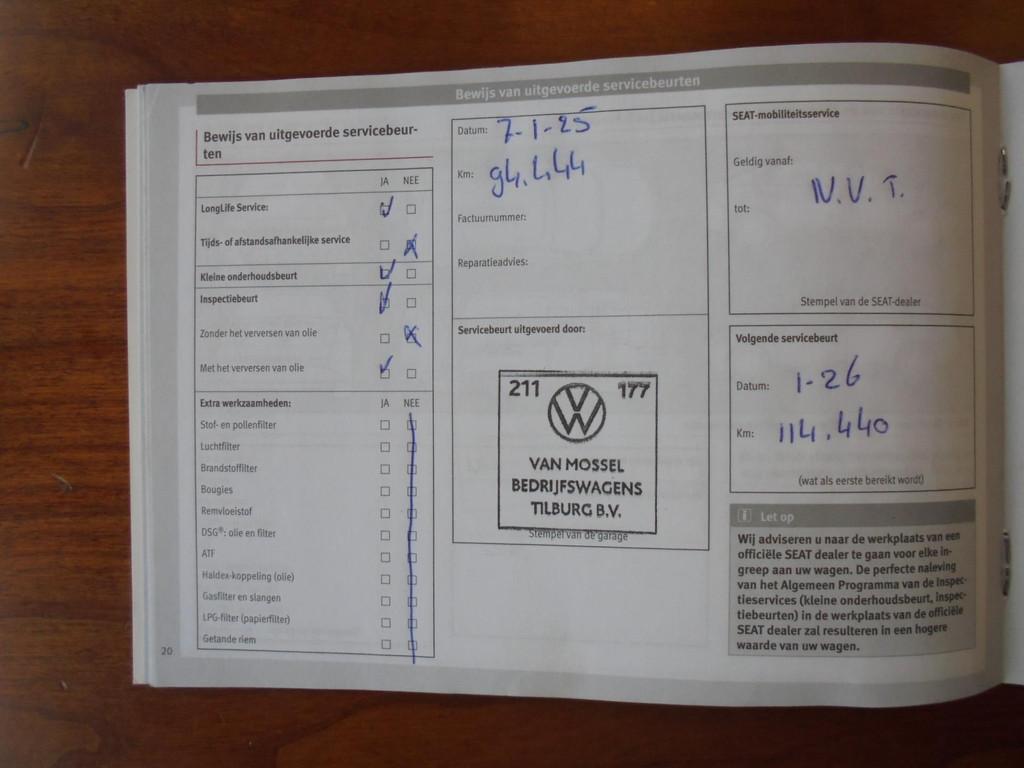 Bewijs van uitgevoerde servicebeurten
Bewijs van uitgevoerde servicebeur-
ten
JA NEE
LongLife Service:
Tijds- of afstandsafhankelijke service
Kleine onderhoudsbeurt
Inspectiebeurt
Zonder het verversen van olie
Met het verversen van olie
Extra werkzaamheden: JA NEE
Stof- en pollenfilter
Luchtfilter
Brandstoffilter
Bougies
Remvloeistof
DSG®: olie en filter
ATF
Haldex-koppeling (olie)
Gasfilter en slangen
LPG-filter (papierfilter)
Getande riem
20
Datum: 7-1-25
Km: 94.444
Factuurnummer:
Reparatieadvies:
Servicebeurt uitgevoerd door:
211 177
VAN MOSSEL
BEDRIJFSWAGENS
TILBURG B.V.
Stempel van de garage
SEAT-mobiliteitsservice
Geldig vanaf:
N.V.T.
tot:
Stempel van de SEAT-dealer
Volgende servicebeurt
Datum: 1-26
Km: 114.440
(wat als eerste bereikt wordt)
Let op
Wij adviseren u naar de werkplaats van een
officiële SEAT dealer te gaan voor elke in-
greep aan uw wagen. De perfecte naleving
van het Algemeen Programma van de Inspec-
tieservices (kleine onderhoudsbeurt, inspec-
tiebeurten) in de werkplaats van de officiële
SEAT dealer zal resulteren in een hogere
waarde van uw wagen.